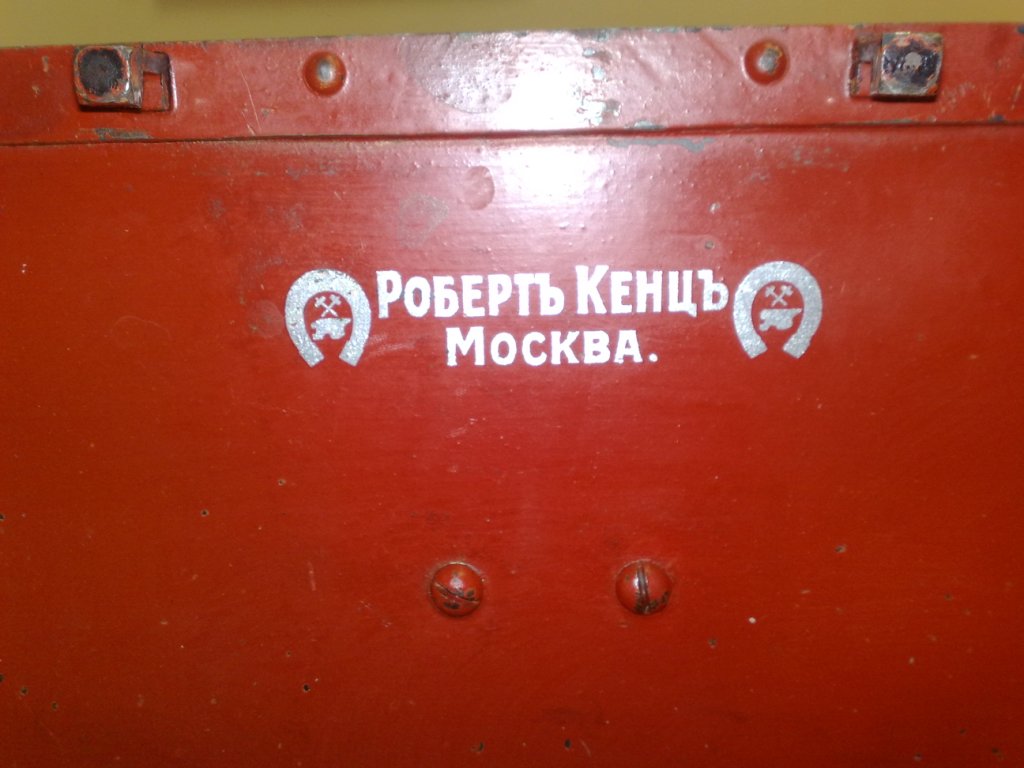 Робертъ Кенцъ
Москва.